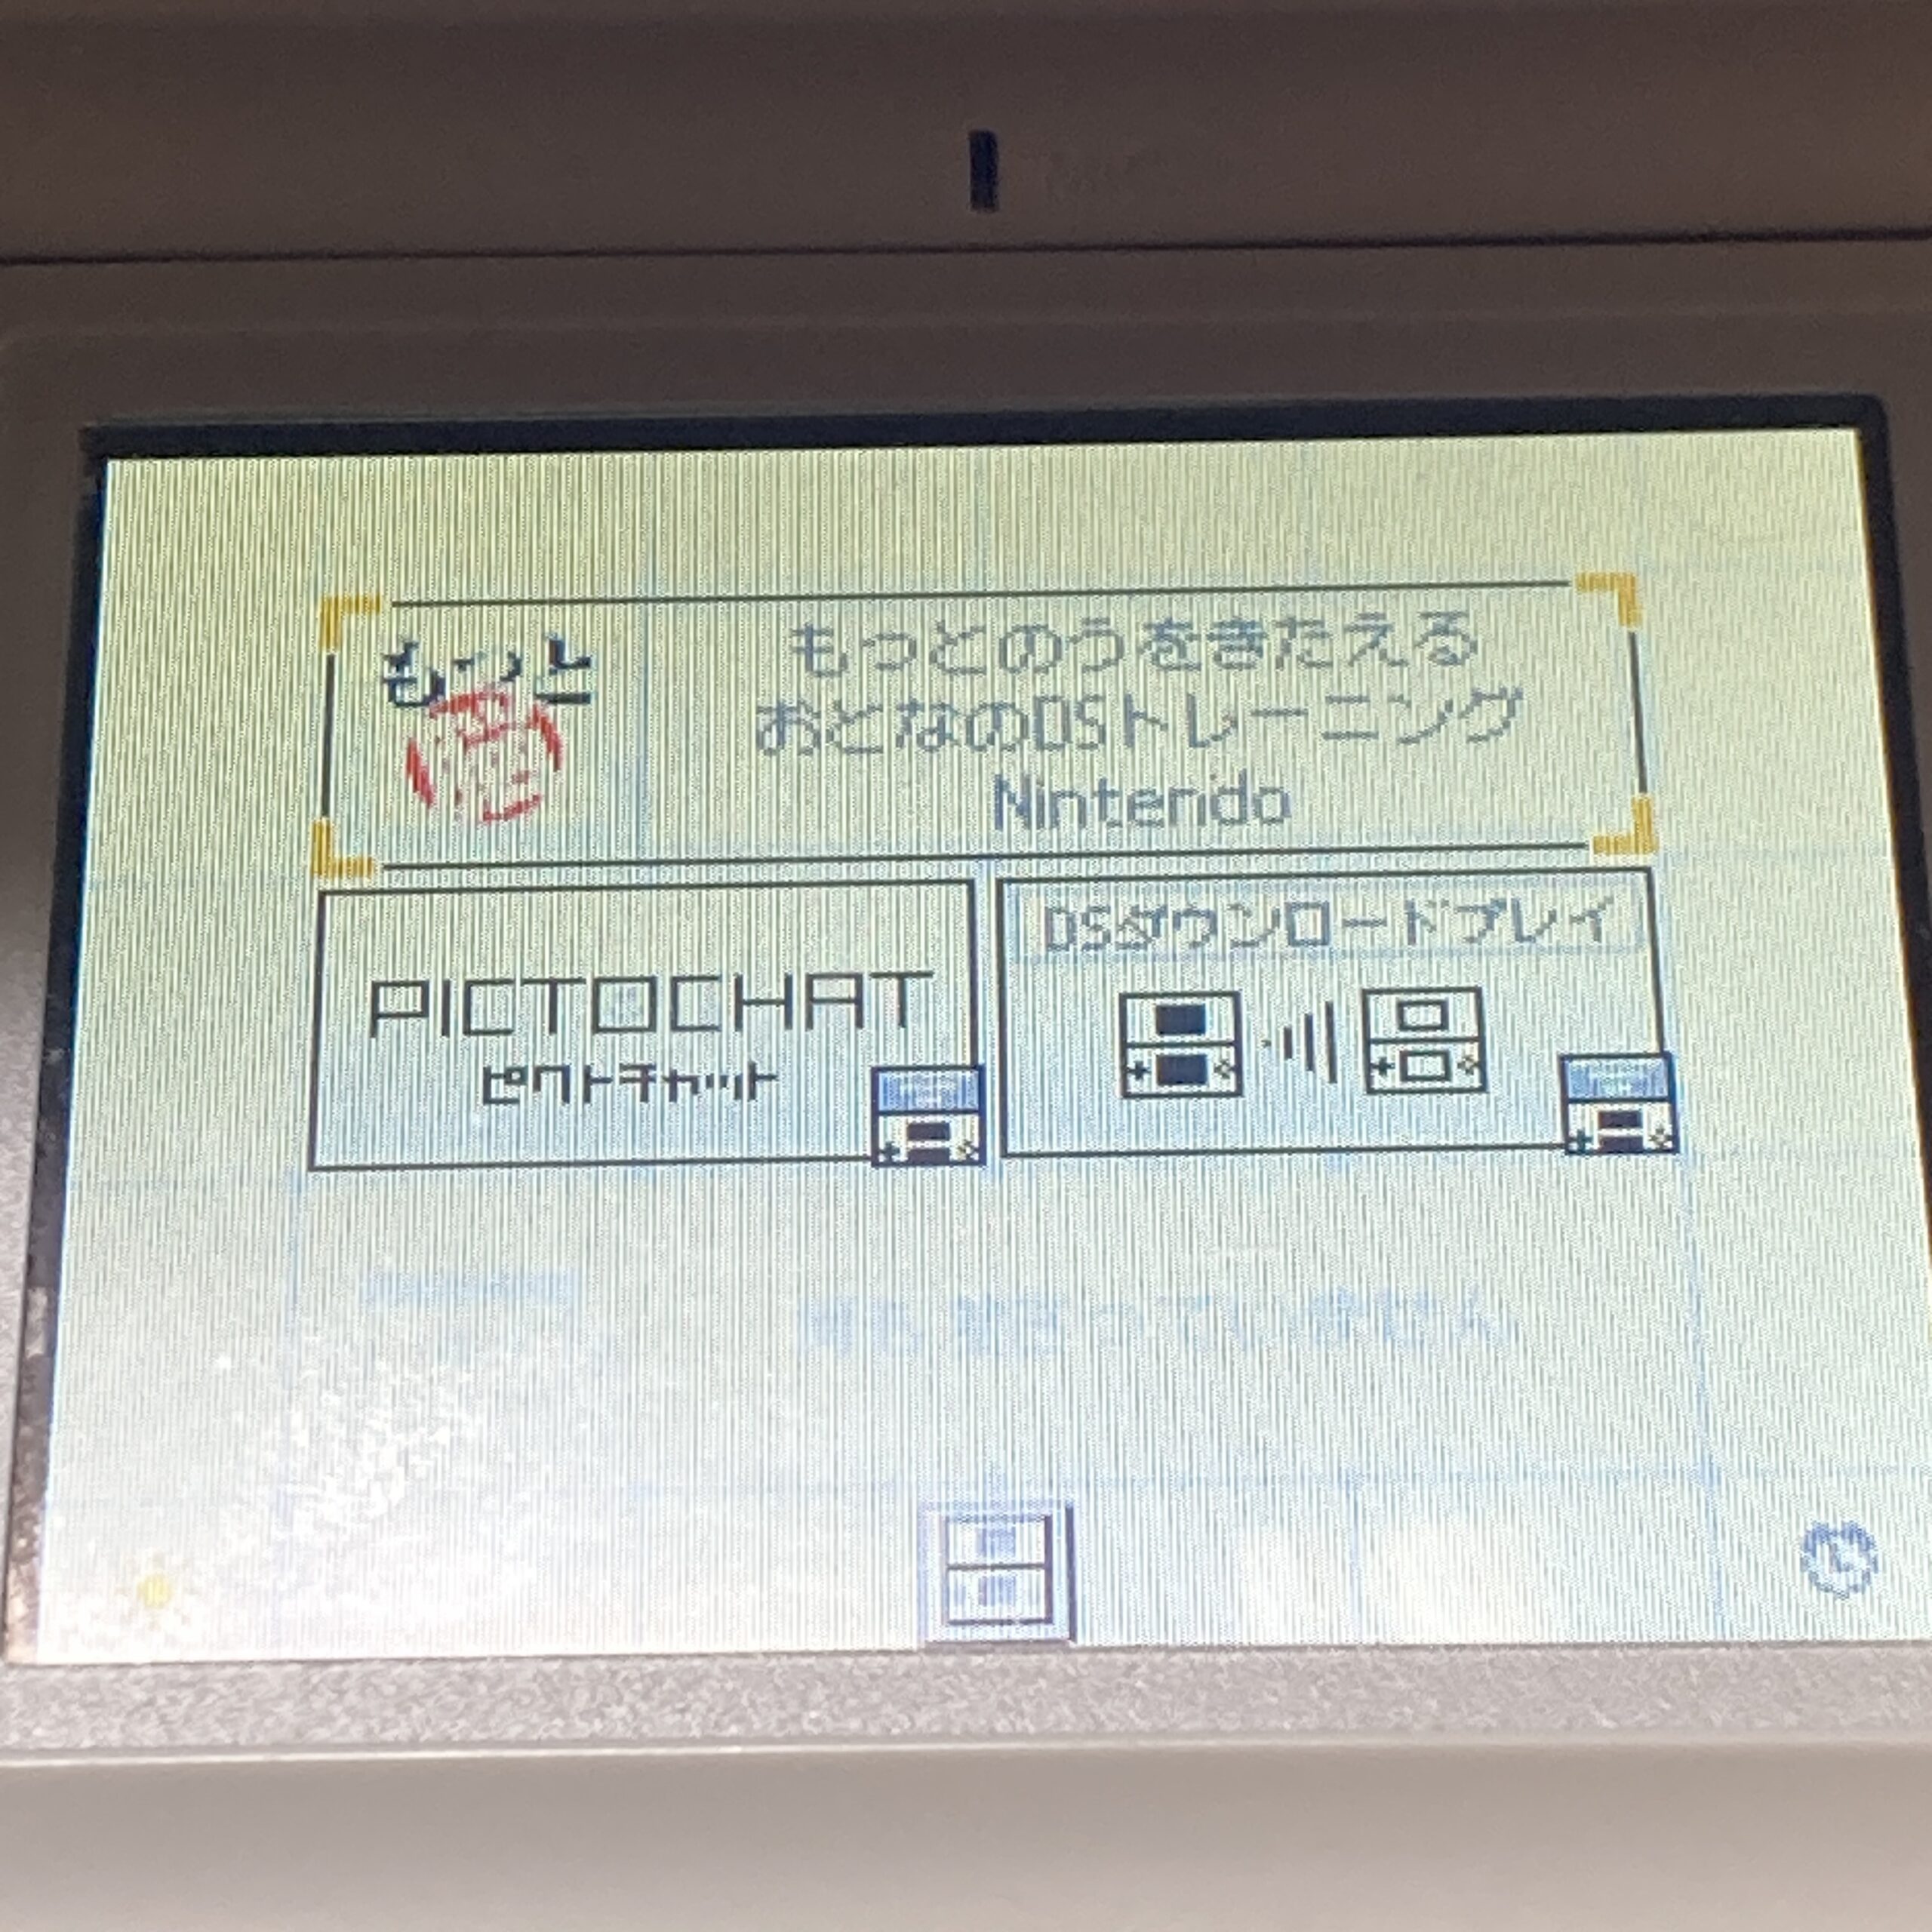 もっと
もっとのうをきたえる
おとなのDSトレーニング
Nintendo
PICTOCHAT
ピクトチャット
DSダウンロードプレイ